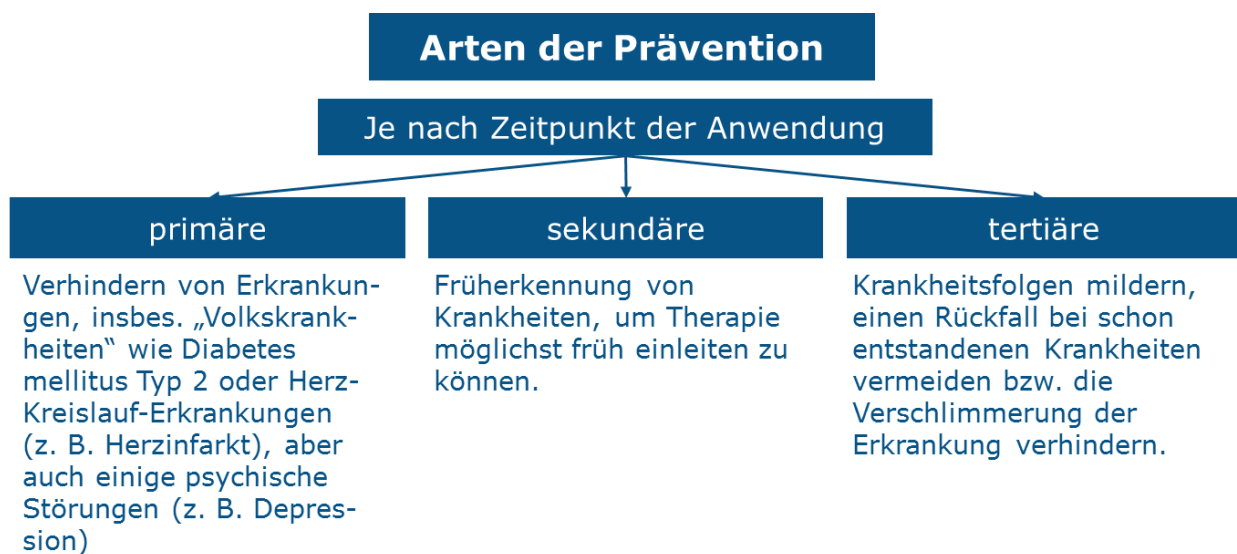 Arten der Prävention
Je nach Zeitpunkt der Anwendung
primäre
Verhindern von Erkrankun-
gen, insbes. „Volkskrank-
heiten“ wie Diabetes
mellitus Typ 2 oder Herz-
Kreislauf-Erkrankungen
(z. B. Herzinfarkt), aber
auch einige psychische
Störungen (z. B. Depres-
sion)
sekundäre
Früherkennung von
Krankheiten, um Therapie
möglichst früh einleiten zu
können.
tertiäre
Krankheitsfolgen mildern,
einen Rückfall bei schon
entstandenen Krankheiten
vermeiden bzw. die
Verschlimmerung der
Erkrankung verhindern.